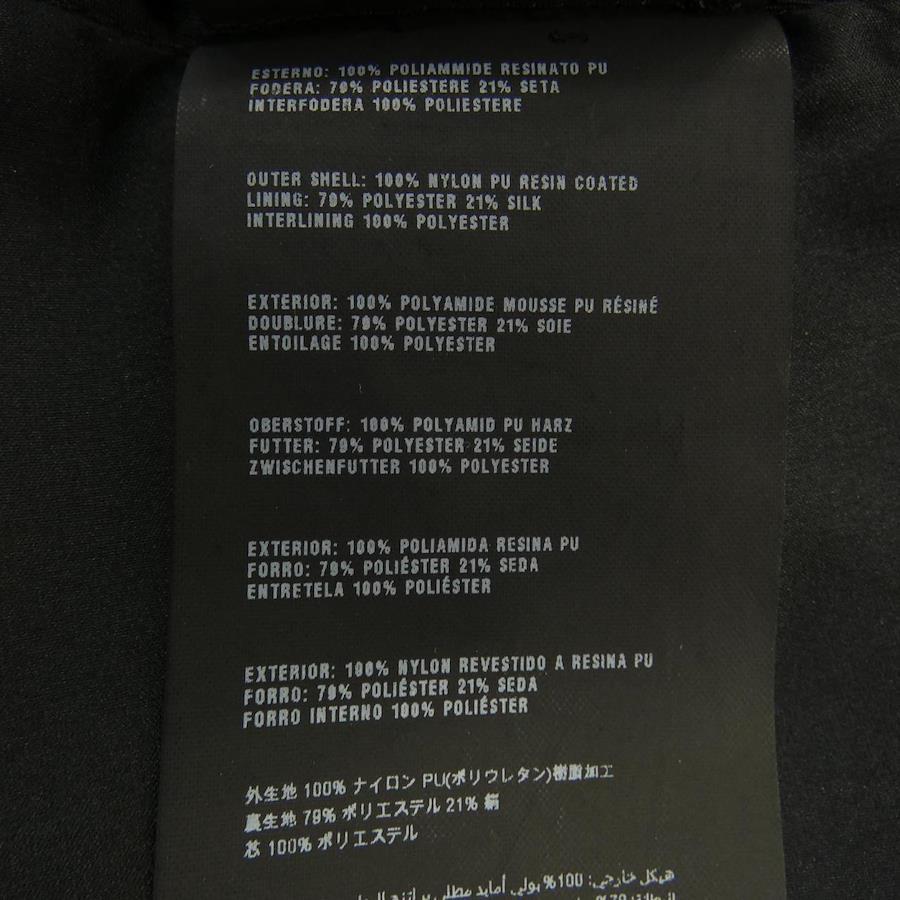 ESTERNO: 100% POLIAMMIDE RESINATO PU
FODERA: 79% POLIESTERE 21% SETA
INTERFODERA 100% POLIESTERE
OUTER SHELL: 100% NYLON PU RESIN COATED
LINING: 79% POLYESTER 21% SILK
INTERLINING 100% POLYESTER
EXTERIOR: 100% POLYAMIDE MOUSSE PU RÉSINÉ
DOUBLURE: 79% POLYESTER 21% SOIE
ENTOILAGE 100% POLYESTER
OBERSTOFF: 100% POLYAMID PU HARZ
FUTTER: 79% POLYESTER 21% SEIDE
ZWISCHENFUTTER 100% POLYESTER
EXTERIOR: 100% POLIAMIDA RESINA PU
FORRO: 79% POLIÉSTER 21% SEDA
ENTRETELA 100% POLIÉSTER
EXTERIOR: 100% NYLON REVESTIDO A RESINA PU
FORRO: 79% POLIÉSTER 21% SEDA
FORRO INTERNO 100% POLIÉSTER
外生地 100% ナイロン PU(ポリウレタン)樹脂加工
裏生地 79% ポリエステル 21% 絹
芯 100% ポリエステル
هيكل خارجي: 100% بولي أمايد مطلي